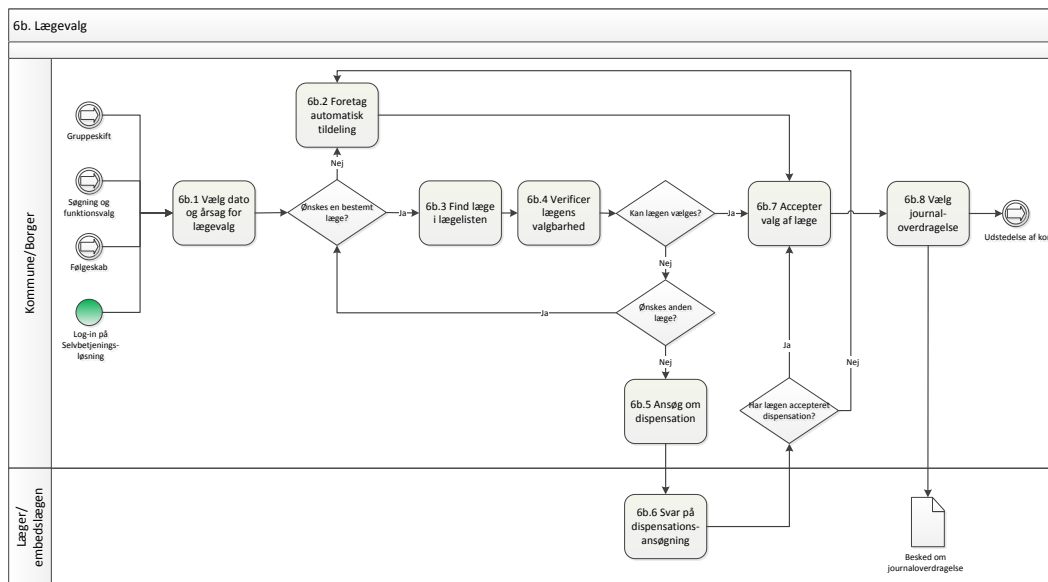 6b. Lægevalg
Kommune/Borger
Gruppeskift
Søgning og
funktionsvalg
Følgeskab
Log-in på
Selvbetjenings-
løsning
6b.1 Vælg dato
og årsag for
lægevalg
6b.2 Foretag
automatisk
tildeling
Nej
Ønskes en bestemt
læge?
Ja
6b.3 Find læge
i lægelisten
6b.4 Verificer
lægens
valgbarhed
Kan lægen vælges?
Ja
Nej
Ønskes anden
læge?
Ja
Nej
6b.5 Ansøg om
dispensation
6b.7 Accepter
valg af læge
Ja
Nej
Har lægen accepteret
dispensation?
6b.8 Vælg
journal-
overdragelse
Udstedelse af kor
Læger/
embedslægen
6b.6 Svar på
dispensations-
ansøgning
Besked om
journaloverdragelse